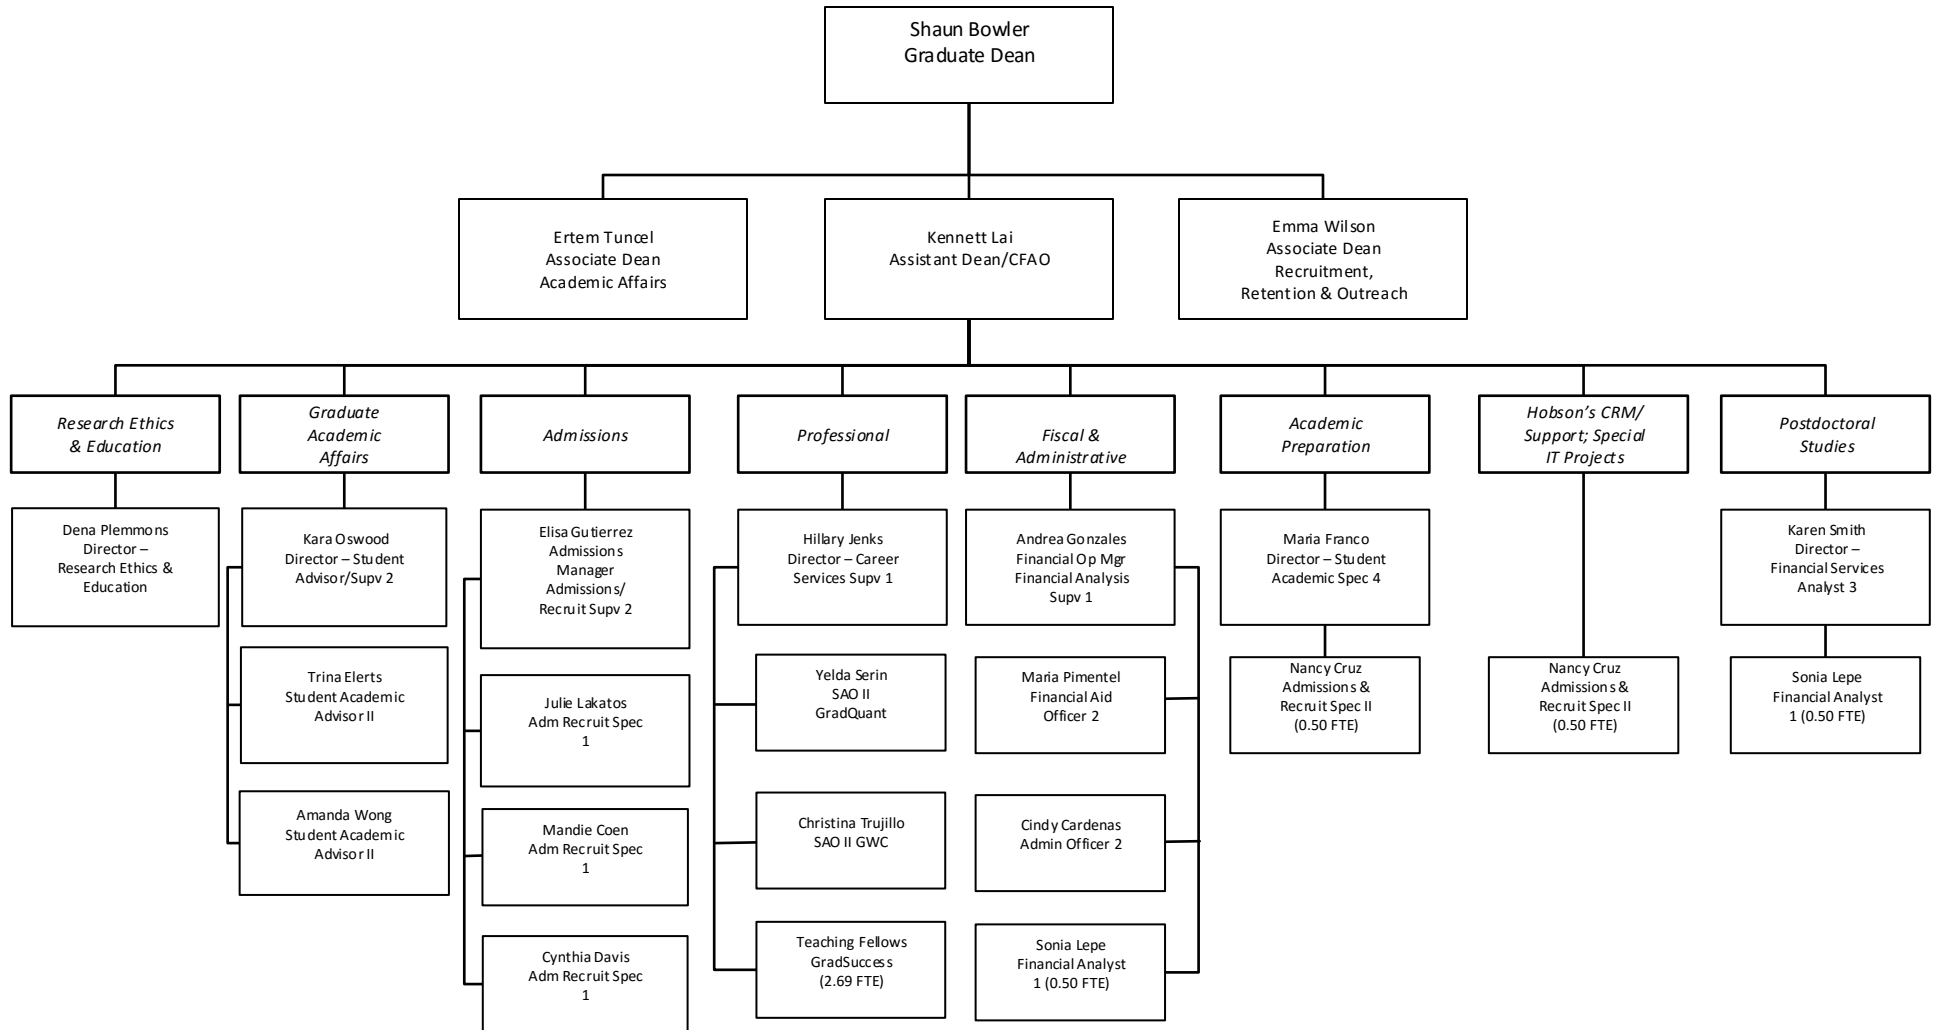 Shaun Bowler
Graduate Dean
Ertem Tuncel
Associate Dean
Academic Affairs
Kennett Lai
Assistant Dean/CFAO
Emma Wilson
Associate Dean
Recruitment,
Retention & Outreach
Research Ethics
& Education
Graduate
Academic
Affairs
Admissions
Professional
Fiscal &
Administrative
Academic
Preparation
Hobson’s CRM/
Support; Special
IT Projects
Postdoctoral
Studies
Dena Plemmons
Director –
Research Ethics &
Education
Kara Oswood
Director – Student
Advisor/Supv 2
Elisa Gutierrez
Admissions
Manager
Admissions/
Recruit Supv 2
Hillary Jenks
Director – Career
Services Supv 1
Andrea Gonzales
Financial Op Mgr
Financial Analysis
Supv 1
Maria Franco
Director – Student
Academic Spec 4
Karen Smith
Director –
Financial Services
Analyst 3
Trina Elerts
Student Academic
Advisor II
Julie Lakatos
Adm Recruit Spec
1
Yelda Serin
SAO II
GradQuant
Maria Pimentel
Financial Aid
Officer 2
Nancy Cruz
Admissions &
Recruit Spec II
(0.50 FTE)
Nancy Cruz
Admissions &
Recruit Spec II
(0.50 FTE)
Sonia Lepe
Financial Analyst
1 (0.50 FTE)
Amanda Wong
Student Academic
Advisor II
Mandie Coen
Adm Recruit Spec
1
Christina Trujillo
SAO II GWC
Cindy Cardenas
Admin Officer 2
Cynthia Davis
Adm Recruit Spec
1
Teaching Fellows
GradSuccess
(2.69 FTE)
Sonia Lepe
Financial Analyst
1 (0.50 FTE)